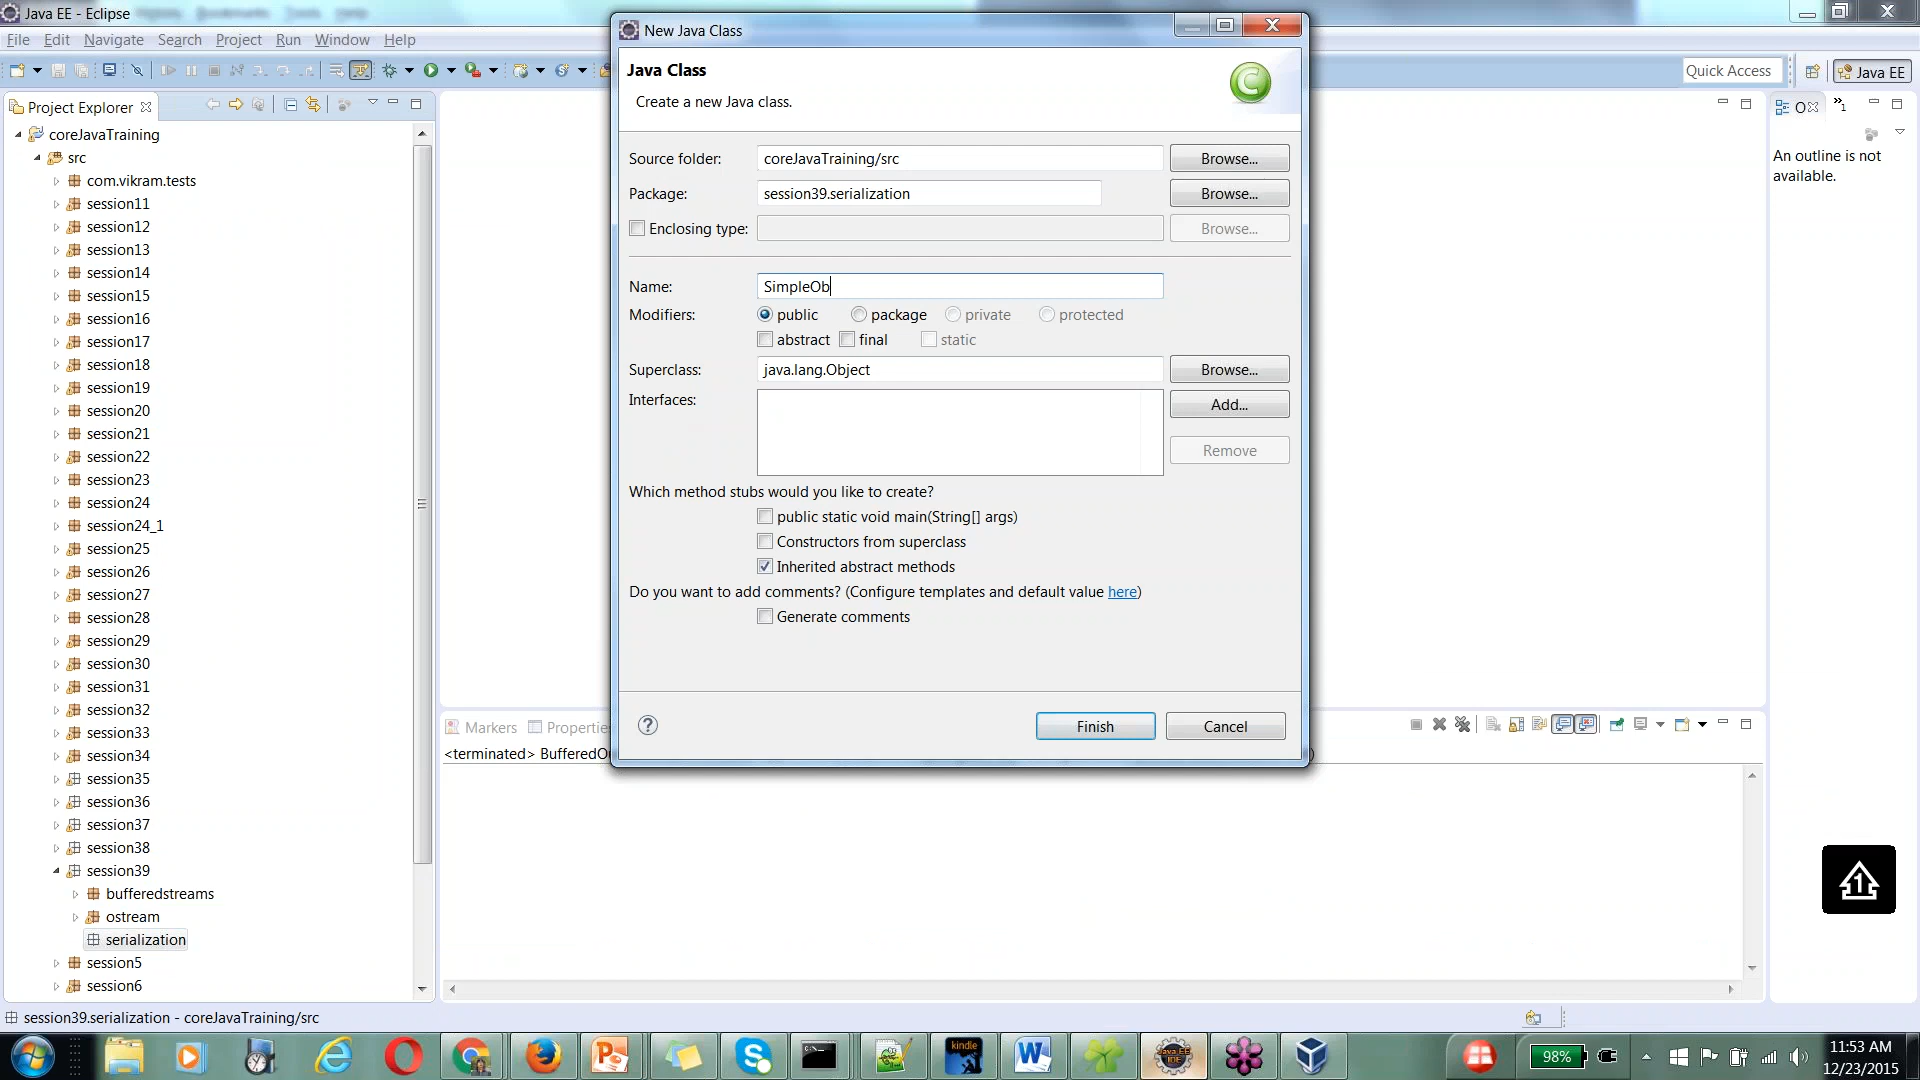 Java EE - Eclipse
File Edit Navigate Search Project Run Window Help
Quick Access
Java EE
Project Explorer
coreJavaTraining
src
com.vikram.tests
session11
session12
session13
session14
session15
session16
session17
session18
session19
session20
session21
session22
session23
session24
session24_1
session25
session26
session27
session28
session29
session30
session31
session32
session33
session34
session35
session36
session37
session38
session39
bufferedstreams
ostream
serialization
session5
session6
New Java Class
Java Class
Create a new Java class.
Source folder: coreJavaTraining/src Browse...
Package: session39.serialization Browse...
Enclosing type: Browse...
Name: SimpleOb
Modifiers: public package private protected
abstract final static
Superclass: java.lang.Object Browse...
Interfaces: Add...
Remove
Which method stubs would you like to create?
public static void main(String[] args)
Constructors from superclass
Inherited abstract methods
Do you want to add comments? (Configure templates and default value here)
Generate comments
Finish Cancel
O
An outline is not
available.
Markers Properties
<terminated> BufferedOu
session39.serialization - coreJavaTraining/src
kindle
Java EE
IDE
98%
11:53 AM
12/23/2015